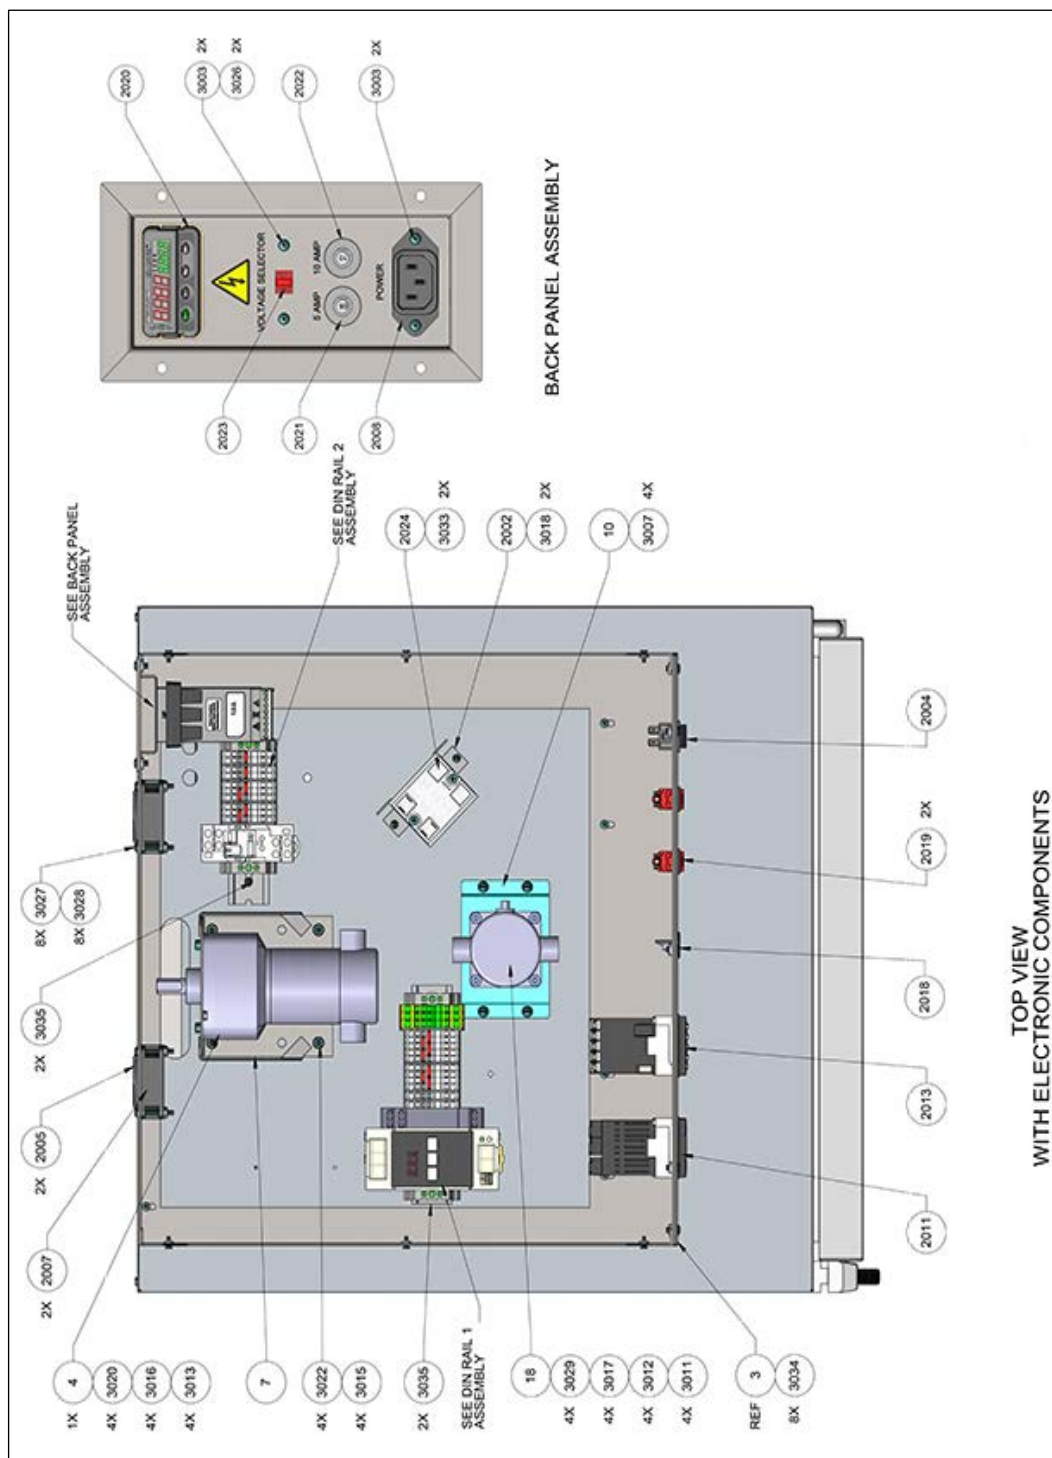 2020
3003 2X
3026 2X
2022
3003 2X
VOLTAGE SELECTOR
5 AMP
10 AMP
POWER
2023
2021
2008
BACK PANEL ASSEMBLY
SEE BACK PANEL
ASSEMBLY
SEE DIN RAIL 2
ASSEMBLY
2024
3033 2X
2002
3018 2X
10
3007 4X
8X 3027
8X 3028
2X 3035
2X 2005
2X 2007
1X 4
4X 3020
4X 3016
4X 3013
7
4X 3022
4X 3015
2X 3035
SEE DIN RAIL 1
ASSEMBLY
18
4X 3029
4X 3017
4X 3012
4X 3011
REF 3
8X 3034
2004
2019 2X
2018
2013
2011
TOP VIEW
WITH ELECTRONIC COMPONENTS